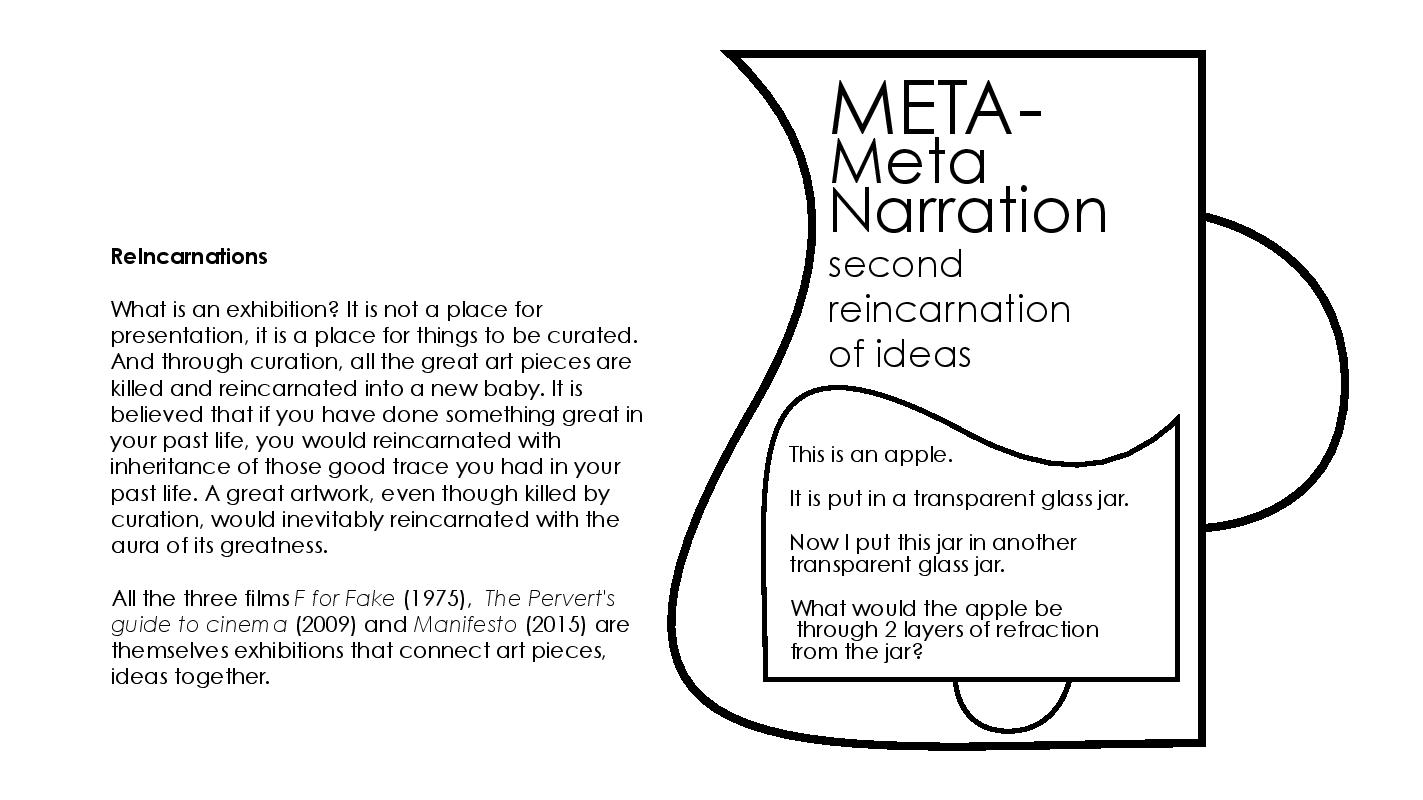 ReIncarnations
What is an exhibition? It is not a place for
presentation, it is a place for things to be curated.
And through curation, all the great art pieces are
killed and reincarnated into a new baby. It is
believed that if you have done something great in
your past life, you would reincarnated with
inheritance of those good trace you had in your
past life. A great artwork, even though killed by
curation, would inevitably reincarnated with the
aura of its greatness.
All the three films F for Fake (1975), The Pervert's
guide to cinema (2009) and Manifesto (2015) are
themselves exhibitions that connect art pieces,
ideas together.
META-
Meta
Narration
second
reincarnation
of ideas
This is an apple.
It is put in a transparent glass jar.
Now I put this jar in another
transparent glass jar.
What would the apple be
through 2 layers of refraction
from the jar?